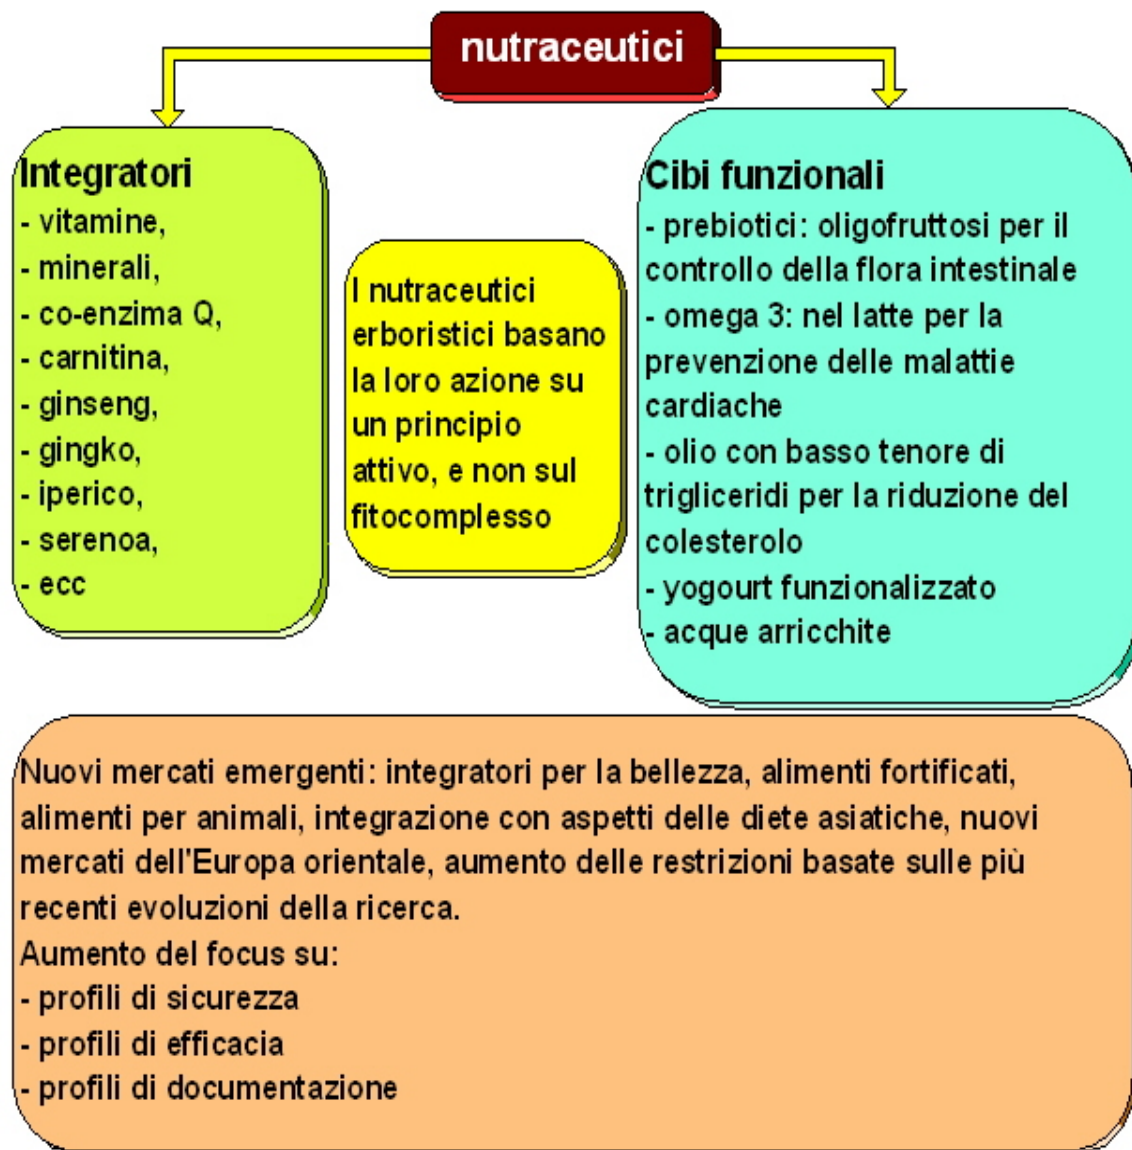 nutraceutici
Integratori
- vitamine,
- minerali,
- co-enzima Q,
- carnitina,
- ginseng,
- gingko,
- iperico,
- serenoa,
- ecc
I nutraceutici
erboristici basano
la loro azione su
un principio
attivo, e non sul
fitocomplesso
Cibi funzionali
- prebiotici: oligofruttosi per il
controllo della flora intestinale
- omega 3: nel latte per la
prevenzione delle malattie
cardiache
- olio con basso tenore di
trigliceridi per la riduzione del
colesterolo
- yogourt funzionalizzato
- acque arricchite
Nuovi mercati emergenti: integratori per la bellezza, alimenti fortificati,
alimenti per animali, integrazione con aspetti delle diete asiatiche, nuovi
mercati dell'Europa orientale, aumento delle restrizioni basate sulle più
recenti evoluzioni della ricerca.
Aumento del focus su:
- profili di sicurezza
- profili di efficacia
- profili di documentazione